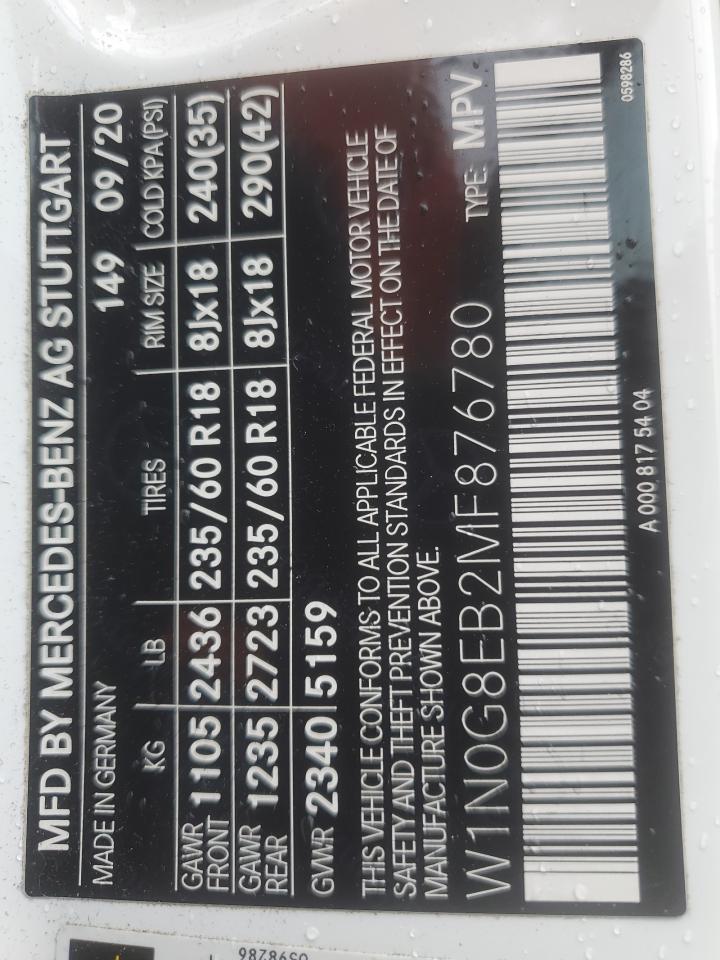 MFD BY MERCEDES-BENZ AG STUTTGART
MADE IN GERMANY 149 09/20
KG LB TIRES RIM SIZE COLD KPA(PSI)
GAWR FRONT 1105 2436 235/60 R18 8Jx18 240(35)
GAWR REAR 1235 2723 235/60 R18 8Jx18 290(42)
GVWR 2340 5159
THIS VEHICLE CONFORMS TO ALL APPLICABLE FEDERAL MOTOR VEHICLE
SAFETY AND THEFT PREVENTION STANDARDS IN EFFECT ON THE DATE OF
MANUFACTURE SHOWN ABOVE.
W1N0G8EB2MF876780 TYPE: MPV
A 000 817 54 04
0598286
0598286